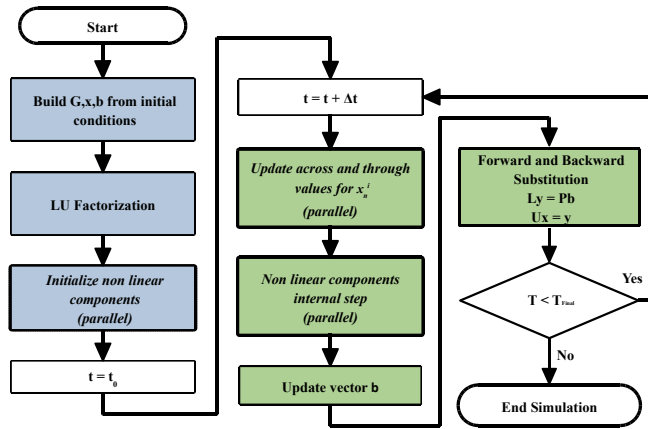 Start
Build G,x,b from initial
conditions
LU Factorization
Initialize non linear
components
(parallel)
t = t₀
t = t + Δt
Update across and through
values for xₙⁱ
(parallel)
Non linear components
internal step
(parallel)
Update vector b
Forward and Backward
Substitution
Ly = Pb
Ux = y
T < T_Final
Yes
No
End Simulation